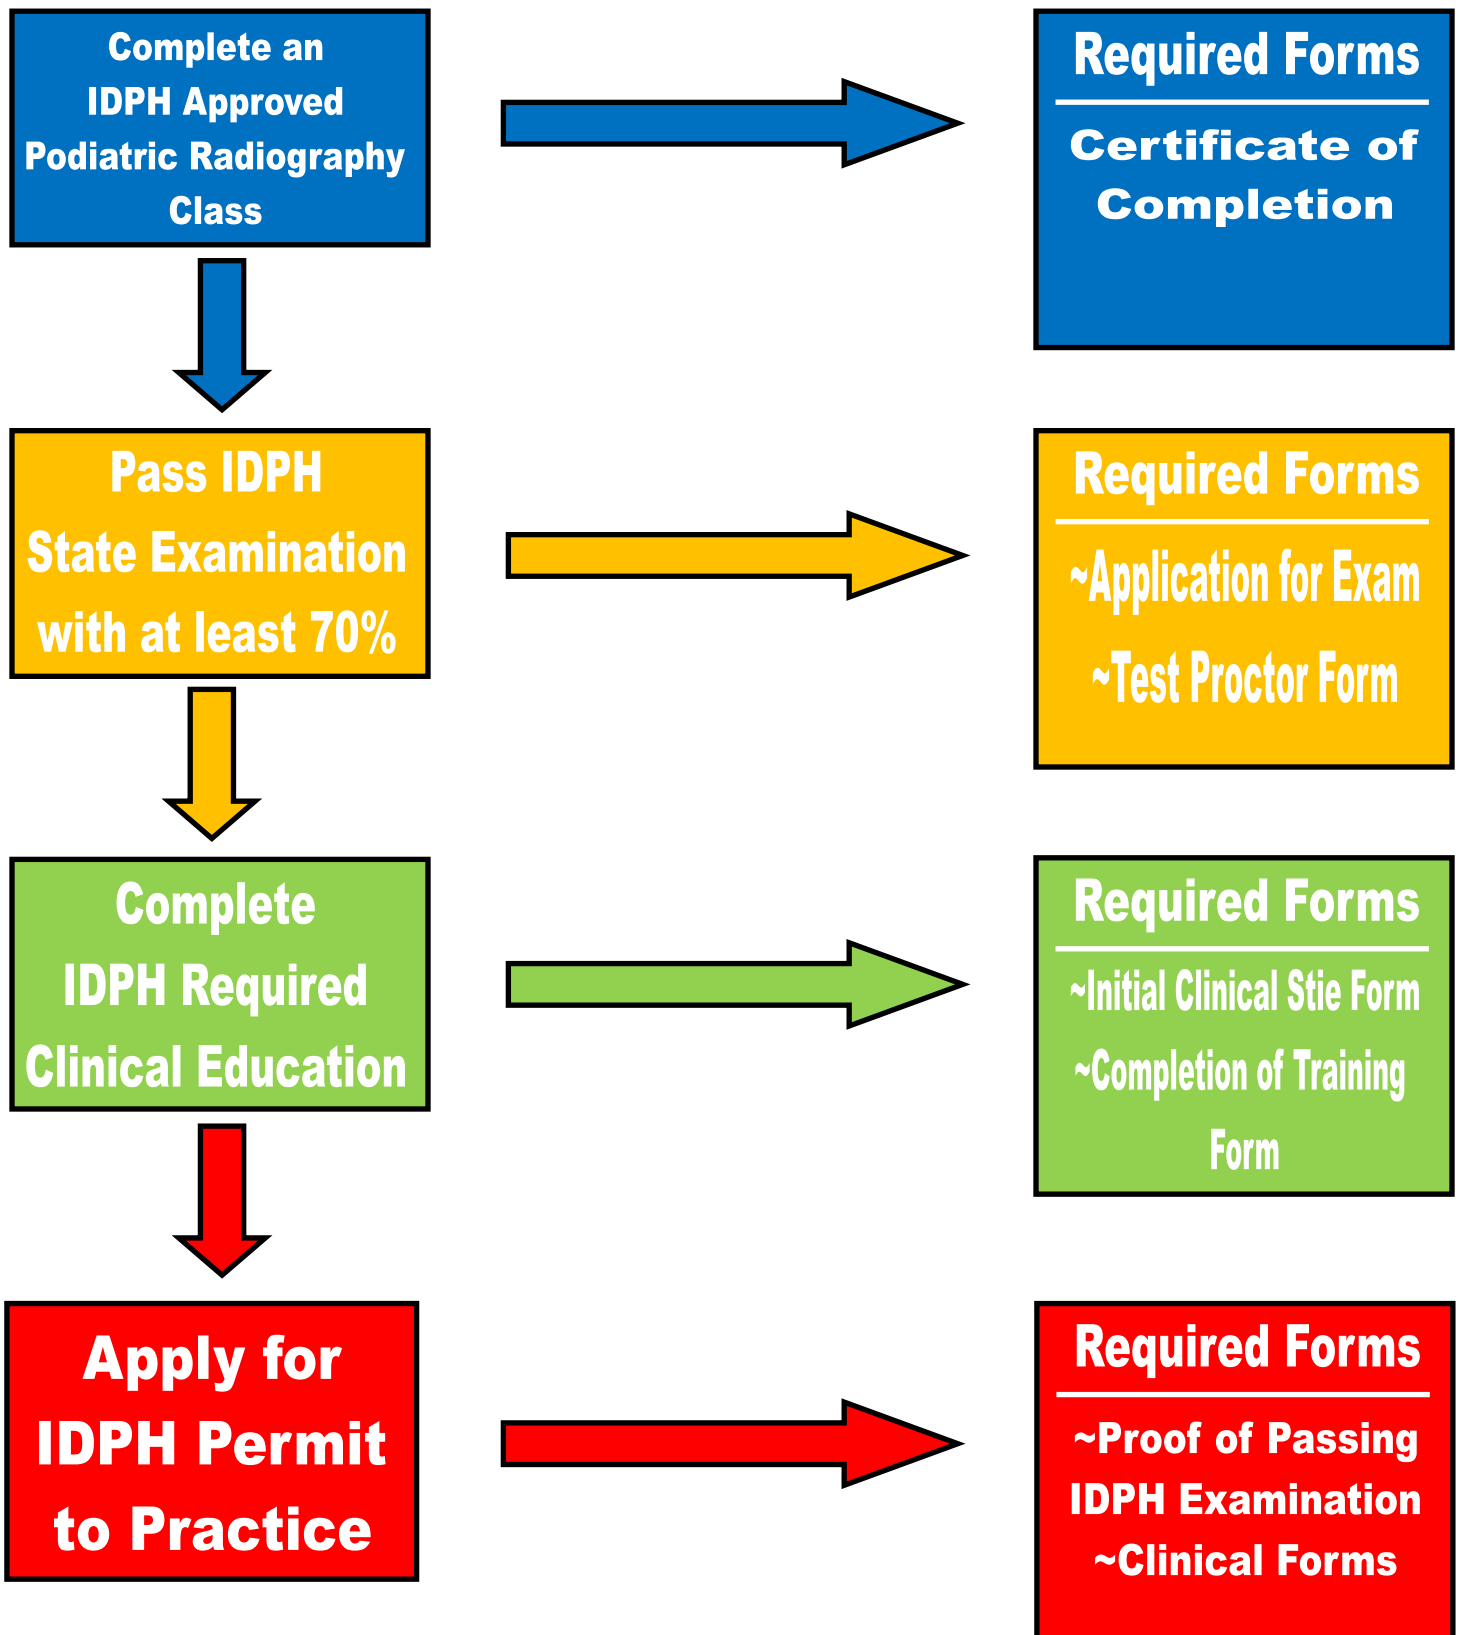 Complete an
IDPH Approved
Podiatric Radiography
Class
Required Forms
Certificate of
Completion
Pass IDPH
State Examination
with at least 70%
Required Forms
~Application for Exam
~Test Proctor Form
Complete
IDPH Required
Clinical Education
Required Forms
~Initial Clinical Stie Form
~Completion of Training
Form
Apply for
IDPH Permit
to Practice
Required Forms
~Proof of Passing
IDPH Examination
~Clinical Forms